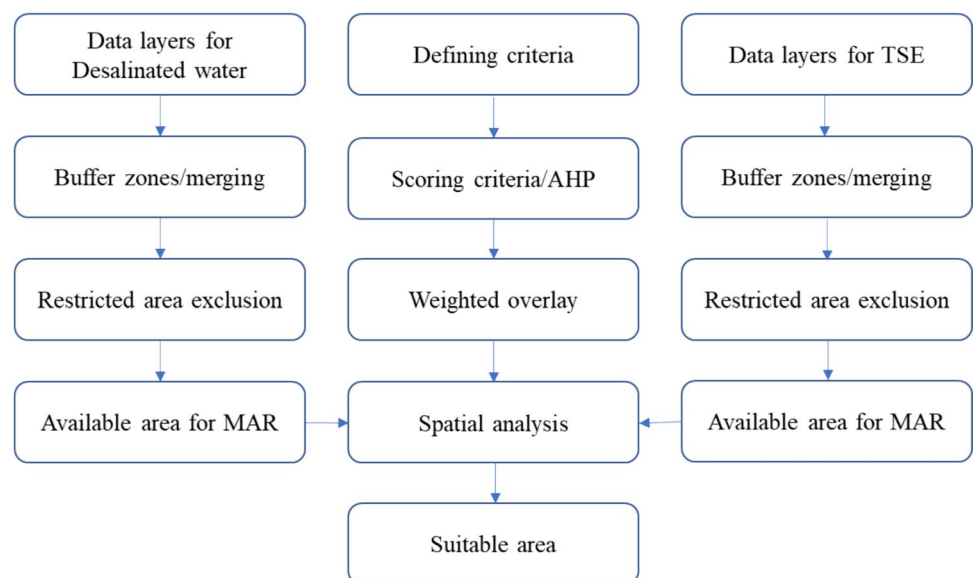 Data layers for
Desalinated water
Defining criteria
Data layers for TSE
Buffer zones/merging
Scoring criteria/AHP
Buffer zones/merging
Restricted area exclusion
Weighted overlay
Restricted area exclusion
Available area for MAR
Spatial analysis
Available area for MAR
Suitable area